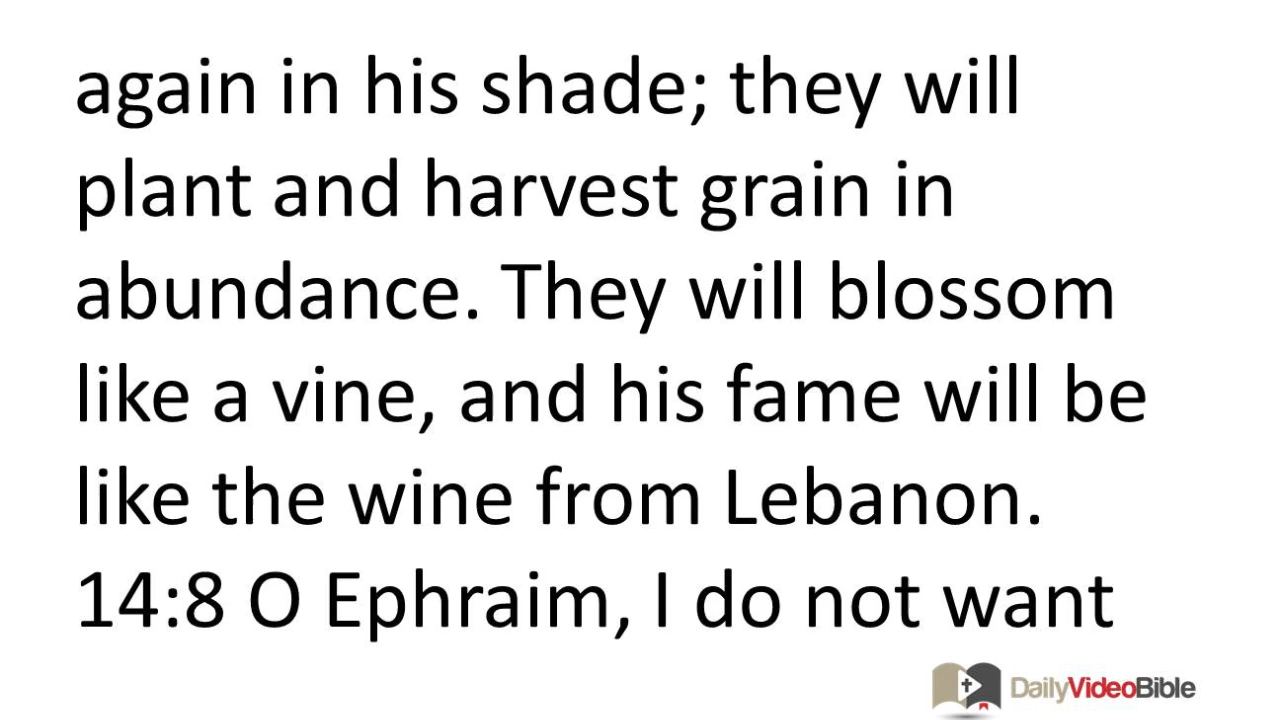 again in his shade; they will
plant and harvest grain in
abundance. They will blossom
like a vine, and his fame will be
like the wine from Lebanon.
14:8 O Ephraim, I do not want
DailyVideoBible